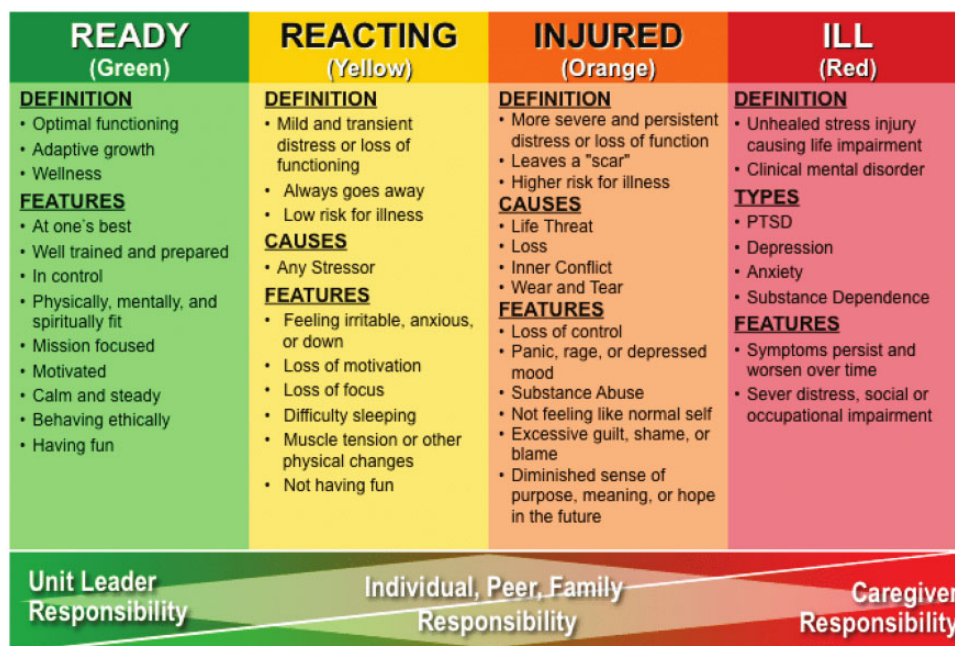 READY
(Green)
DEFINITION
• Optimal functioning
• Adaptive growth
• Wellness
FEATURES
• At one's best
• Well trained and prepared
• In control
• Physically, mentally, and
spiritually fit
• Mission focused
• Motivated
• Calm and steady
• Behaving ethically
• Having fun
REACTING
(Yellow)
DEFINITION
• Mild and transient
distress or loss of
functioning
• Always goes away
• Low risk for illness
CAUSES
• Any Stressor
FEATURES
• Feeling irritable, anxious,
or down
• Loss of motivation
• Loss of focus
• Difficulty sleeping
• Muscle tension or other
physical changes
• Not having fun
INJURED
(Orange)
DEFINITION
• More severe and persistent
distress or loss of function
• Leaves a "scar"
• Higher risk for illness
CAUSES
• Life Threat
• Loss
• Inner Conflict
• Wear and Tear
FEATURES
• Loss of control
• Panic, rage, or depressed
mood
• Substance Abuse
• Not feeling like normal self
• Excessive guilt, shame, or
blame
• Diminished sense of
purpose, meaning, or hope
in the future
ILL
(Red)
DEFINITION
• Unhealed stress injury
causing life impairment
• Clinical mental disorder
TYPES
• PTSD
• Depression
• Anxiety
• Substance Dependence
FEATURES
• Symptoms persist and
worsen over time
• Sever distress, social or
occupational impairment
Unit Leader
Responsibility
Individual, Peer, Family
Responsibility
Caregiver
Responsibility